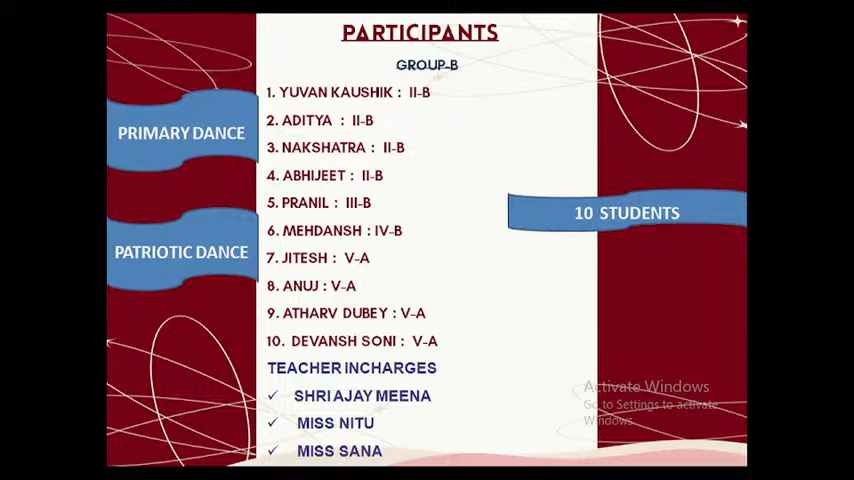 PARTICIPANTS
GROUP-B
1. YUVAN KAUSHIK : II-B
2. ADITYA : II-B
3. NAKSHATRA : II-B
4. ABHIJEET : II-B
5. PRANIL : III-B
6. MEHDANSH : IV-B
7. JITESH : V-A
8. ANUJ : V-A
9. ATHARV DUBEY : V-A
10. DEVANSH SONI : V-A
TEACHER INCHARGES
✓ SHRI AJAY MEENA
✓ MISS NITU
✓ MISS SANA
PRIMARY DANCE
PATRIOTIC DANCE
10 STUDENTS
Activate Windows
Go to Settings to activate
Windows.